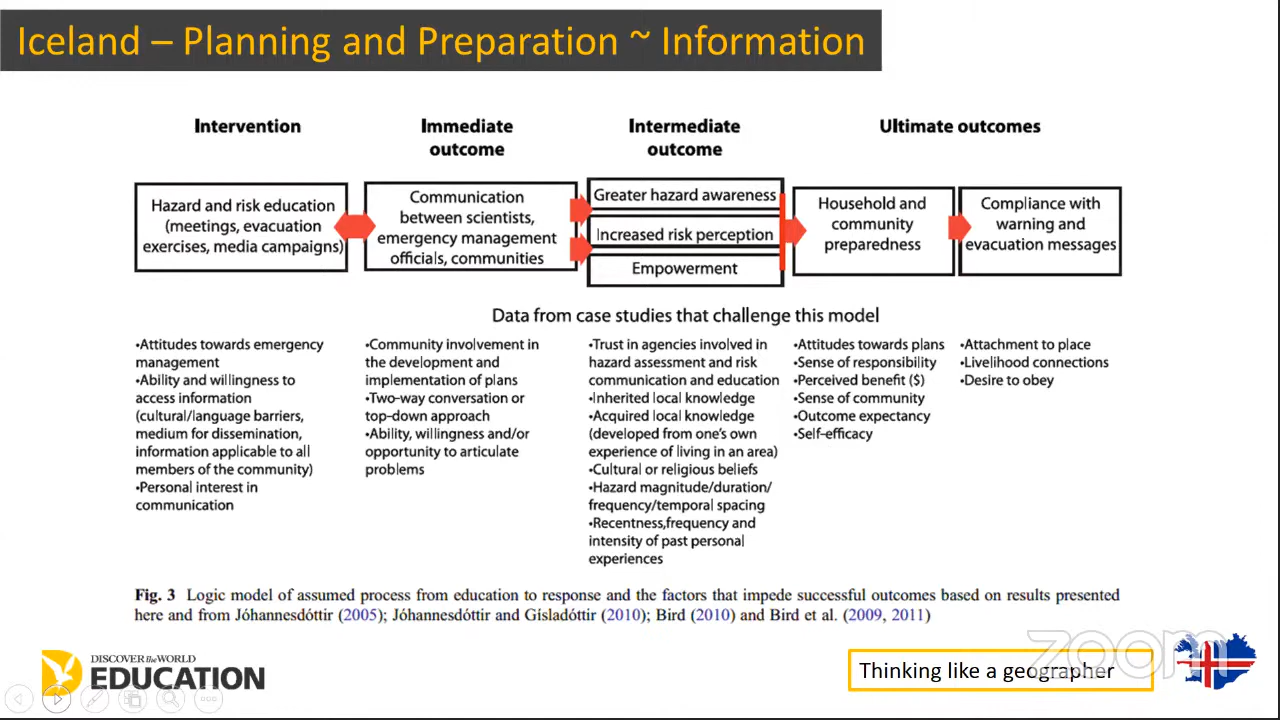 Iceland – Planning and Preparation ~ Information
Intervention
Immediate
outcome
Intermediate
outcome
Ultimate outcomes
Hazard and risk education
(meetings, evacuation
exercises, media campaigns)
Communication
between scientists,
emergency management
officials, communities
Greater hazard awareness
Increased risk perception
Empowerment
Household and
community
preparedness
Compliance with
warning and
evacuation messages
Data from case studies that challenge this model
•Attitudes towards emergency
management
•Ability and willingness to
access information
(cultural/language barriers,
medium for dissemination,
information applicable to all
members of the community)
•Personal interest in
communication
•Community involvement in
the development and
implementation of plans
•Two-way conversation or
top-down approach
•Ability, willingness and/or
opportunity to articulate
problems
•Trust in agencies involved in
hazard assessment and risk
communication and education
•Inherited local knowledge
•Acquired local knowledge
(developed from one's own
experience of living in an area)
•Cultural or religious beliefs
•Hazard magnitude/duration/
frequency/temporal spacing
•Recentness,frequency and
intensity of past personal
experiences
•Attitudes towards plans
•Sense of responsibility
•Perceived benefit ($)
•Sense of community
•Outcome expectancy
•Self-efficacy
•Attachment to place
•Livelihood connections
•Desire to obey
Fig. 3 Logic model of assumed process from education to response and the factors that impede successful outcomes based on results presented
here and from Jóhannesdóttir (2005); Jóhannesdóttir and Gísladóttir (2010); Bird (2010) and Bird et al. (2009, 2011)
DISCOVER the WORLD
EDUCATION
Thinking like a geographer
zoom